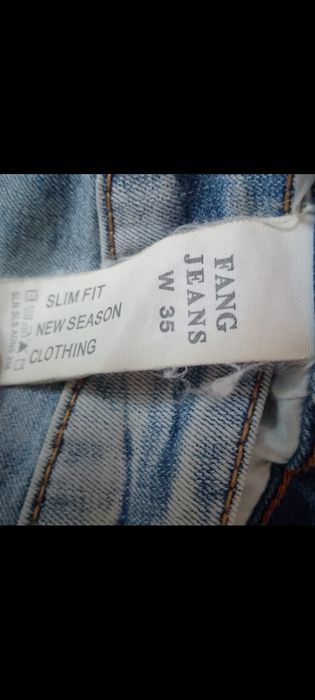 FANG
JEANS
W 35
SLIM FIT
NEW SEASON
CLOTHING